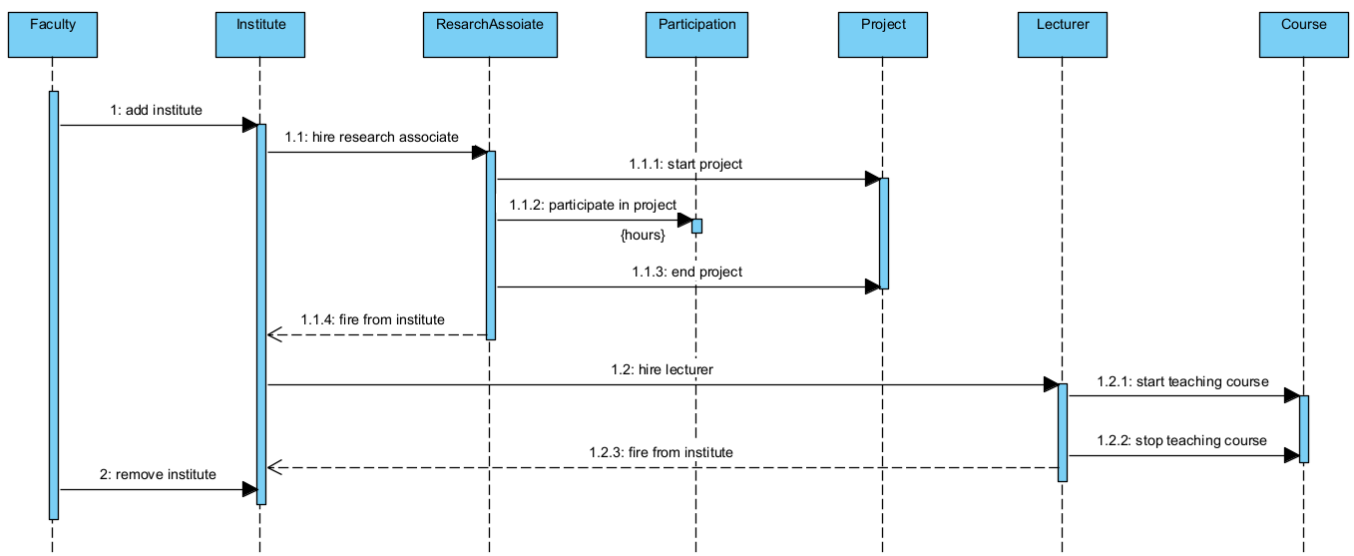 Faculty
Institute
ResarchAssoiate
Participation
Project
Lecturer
Course
1: add institute
1.1: hire research associate
1.1.1: start project
1.1.2: participate in project
{hours}
1.1.3: end project
1.1.4: fire from institute
1.2: hire lecturer
1.2.1: start teaching course
1.2.2: stop teaching course
1.2.3: fire from institute
2: remove institute